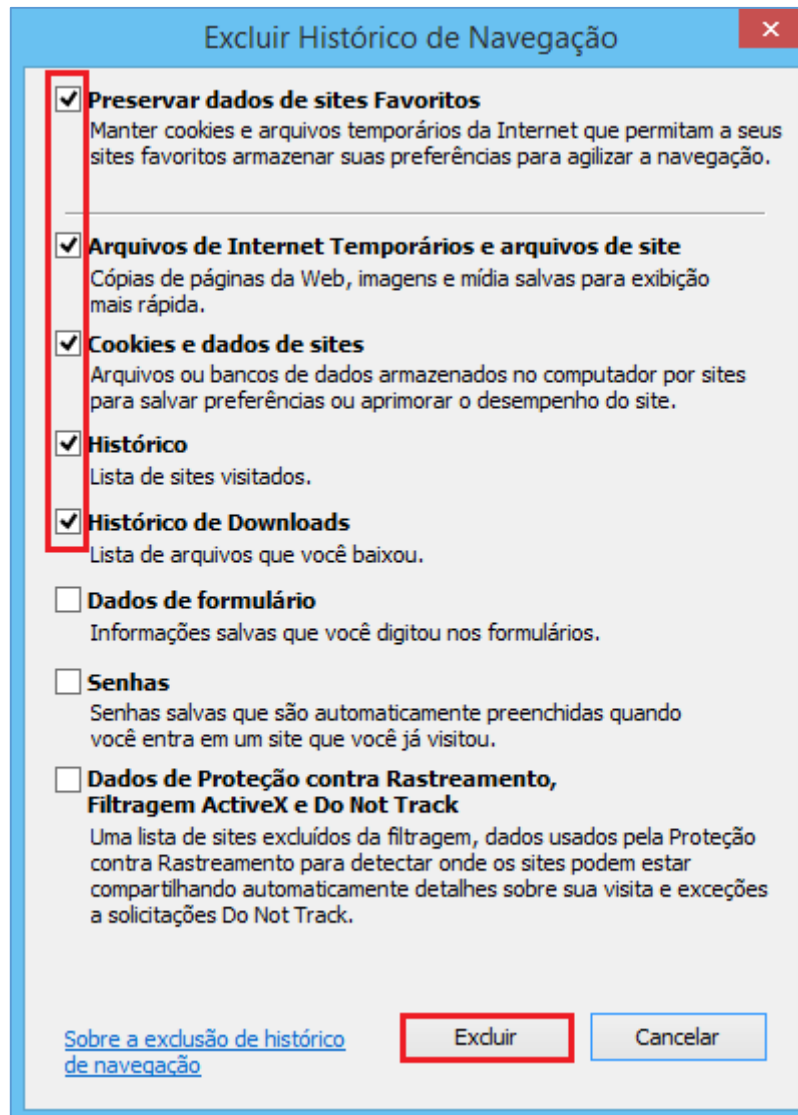 Excluir Histórico de Navegação
Preservar dados de sites Favoritos
Manter cookies e arquivos temporários da Internet que permitam a seus
sites favoritos armazenar suas preferências para agilizar a navegação.
Arquivos de Internet Temporários e arquivos de site
Cópias de páginas da Web, imagens e mídia salvas para exibição
mais rápida.
Cookies e dados de sites
Arquivos ou bancos de dados armazenados no computador por sites
para salvar preferências ou aprimorar o desempenho do site.
Histórico
Lista de sites visitados.
Histórico de Downloads
Lista de arquivos que você baixou.
Dados de formulário
Informações salvas que você digitou nos formulários.
Senhas
Senhas salvas que são automaticamente preenchidas quando
você entra em um site que você já visitou.
Dados de Proteção contra Rastreamento,
Filtragem ActiveX e Do Not Track
Uma lista de sites excluídos da filtragem, dados usados pela Proteção
contra Rastreamento para detectar onde os sites podem estar
compartilhando automaticamente detalhes sobre sua visita e exceções
a solicitações Do Not Track.
Sobre a exclusão de histórico
de navegação
Excluir
Cancelar